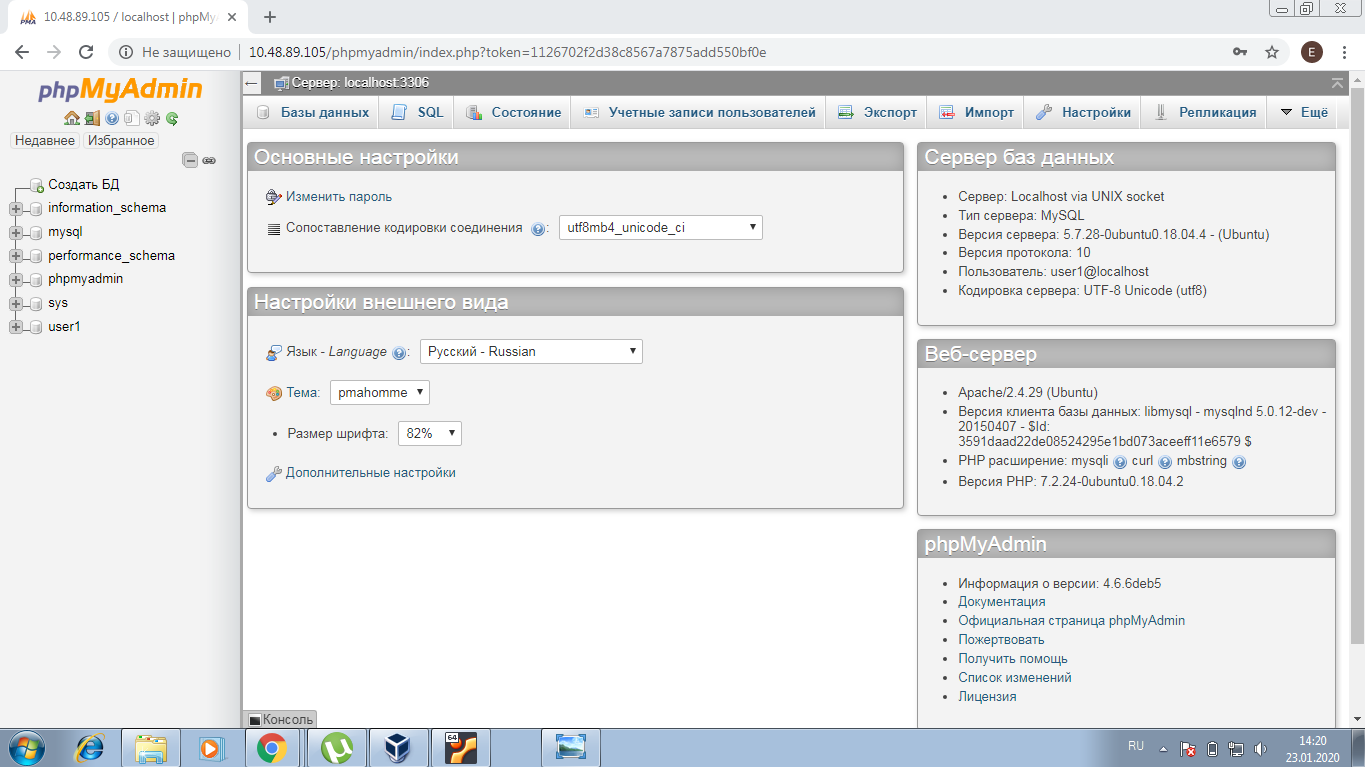 10.48.89.105 / localhost | phpMy
Не защищено
10.48.89.105/phpmyadmin/index.php?token=1126702f2d38c8567a7875add550bf0e
E
PMA
phpMyAdmin
Недавнее
Избранное
Создать БД
information_schema
mysql
performance_schema
phpmyadmin
sys
user1
Сервер: localhost:3306
Базы данных
SQL
Состояние
Учетные записи пользователей
Экспорт
Импорт
Настройки
Репликация
Ещё
Основные настройки
Изменить пароль
Сопоставление кодировки соединения :
utf8mb4_unicode_ci
Настройки внешнего вида
Язык - Language :
Русский - Russian
Тема:
pmahomme
Размер шрифта:
82%
Дополнительные настройки
Сервер баз данных
Сервер: Localhost via UNIX socket
Тип сервера: MySQL
Версия сервера: 5.7.28-0ubuntu0.18.04.4 - (Ubuntu)
Версия протокола: 10
Пользователь: user1@localhost
Кодировка сервера: UTF-8 Unicode (utf8)
Веб-сервер
Apache/2.4.29 (Ubuntu)
Версия клиента базы данных: libmysql - mysqlnd 5.0.12-dev -
20150407 - $Id:
3591daad22de08524295e1bd073aceeff11e6579 $
PHP расширение: mysqli curl mbstring
Версия PHP: 7.2.24-0ubuntu0.18.04.2
phpMyAdmin
Информация о версии: 4.6.6deb5
Документация
Официальная страница phpMyAdmin
Пожертвовать
Получить помощь
Список изменений
Лицензия
Консоль
64
RU
14:20
23.01.2020